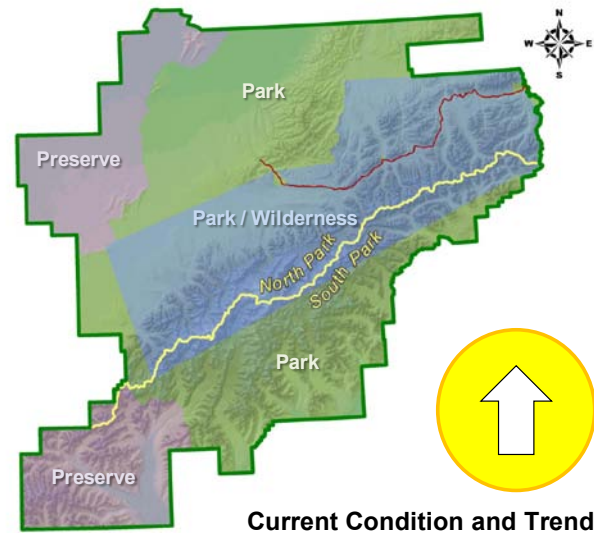 N
W E
S
Park
Preserve
Park / Wilderness
North Park
South Park
Park
Preserve
Current Condition and Trend